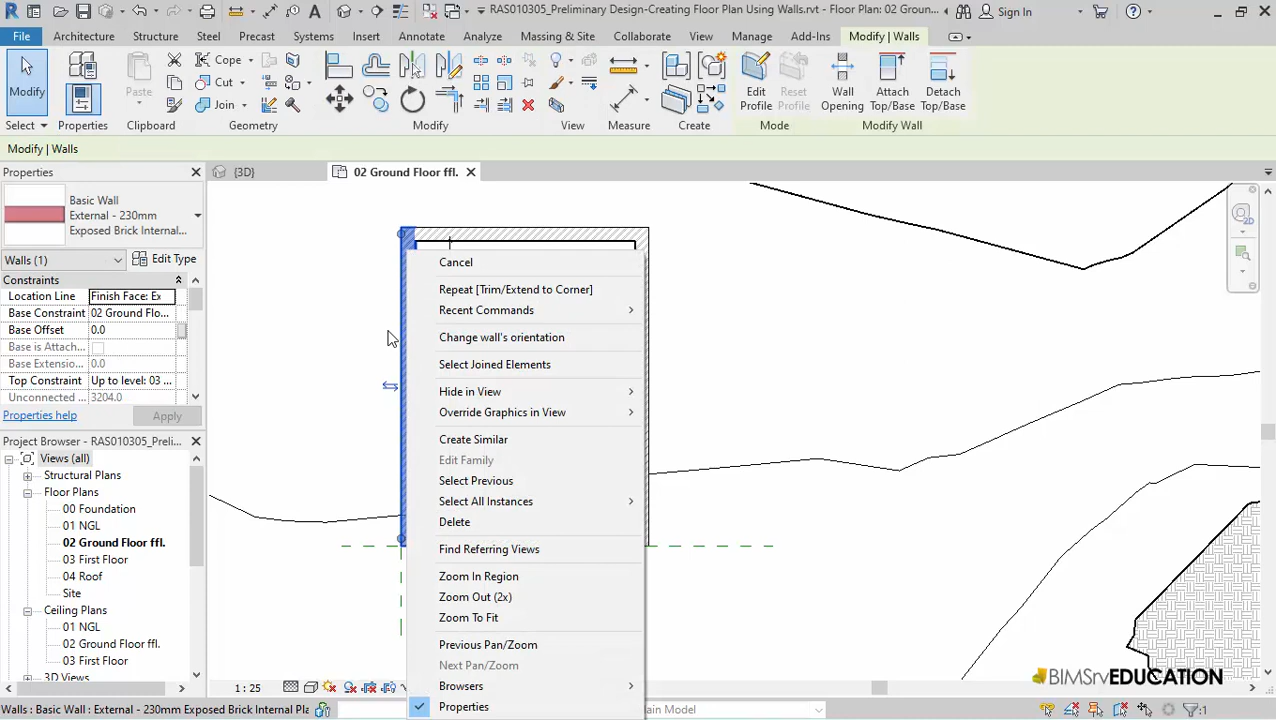 RAS010305_Preliminary Design-Creating Floor Plan Using Walls.rvt - Floor Plan: 02 Groun...
Sign In
File
Architecture
Structure
Steel
Precast
Systems
Insert
Annotate
Analyze
Massing & Site
Collaborate
View
Manage
Add-Ins
Modify | Walls
Modify
Paste
Cope
Cut
Join
Edit
Profile
Reset
Profile
Wall
Opening
Attach
Top/Base
Detach
Top/Base
Select
Properties
Clipboard
Geometry
Modify
View
Measure
Create
Mode
Modify Wall
Modify | Walls
Properties
{3D}
02 Ground Floor ffl.
Basic Wall
External - 230mm
Exposed Brick Internal...
Walls (1)
Edit Type
Constraints
Location Line Finish Face: Ex
Base Constraint 02 Ground Flo...
Base Offset 0.0
Base is Attach...
Base Extensio... 0.0
Top Constraint Up to level: 03 ...
Unconnected ... 3204.0
Properties help
Apply
Project Browser - RAS010305_Preli...
Views (all)
Structural Plans
Floor Plans
00 Foundation
01 NGL
02 Ground Floor ffl.
03 First Floor
04 Roof
Site
Ceiling Plans
01 NGL
02 Ground Floor ffl.
03 First Floor
3D Views
Cancel
Repeat [Trim/Extend to Corner]
Recent Commands
Change wall's orientation
Select Joined Elements
Hide in View
Override Graphics in View
Create Similar
Edit Family
Select Previous
Select All Instances
Delete
Find Referring Views
Zoom In Region
Zoom Out (2x)
Zoom To Fit
Previous Pan/Zoom
Next Pan/Zoom
Browsers
Properties
1 : 25
BIMSrvEDUCATION
Walls : Basic Wall : External - 230mm Exposed Brick Internal Pla
ain Model
:1